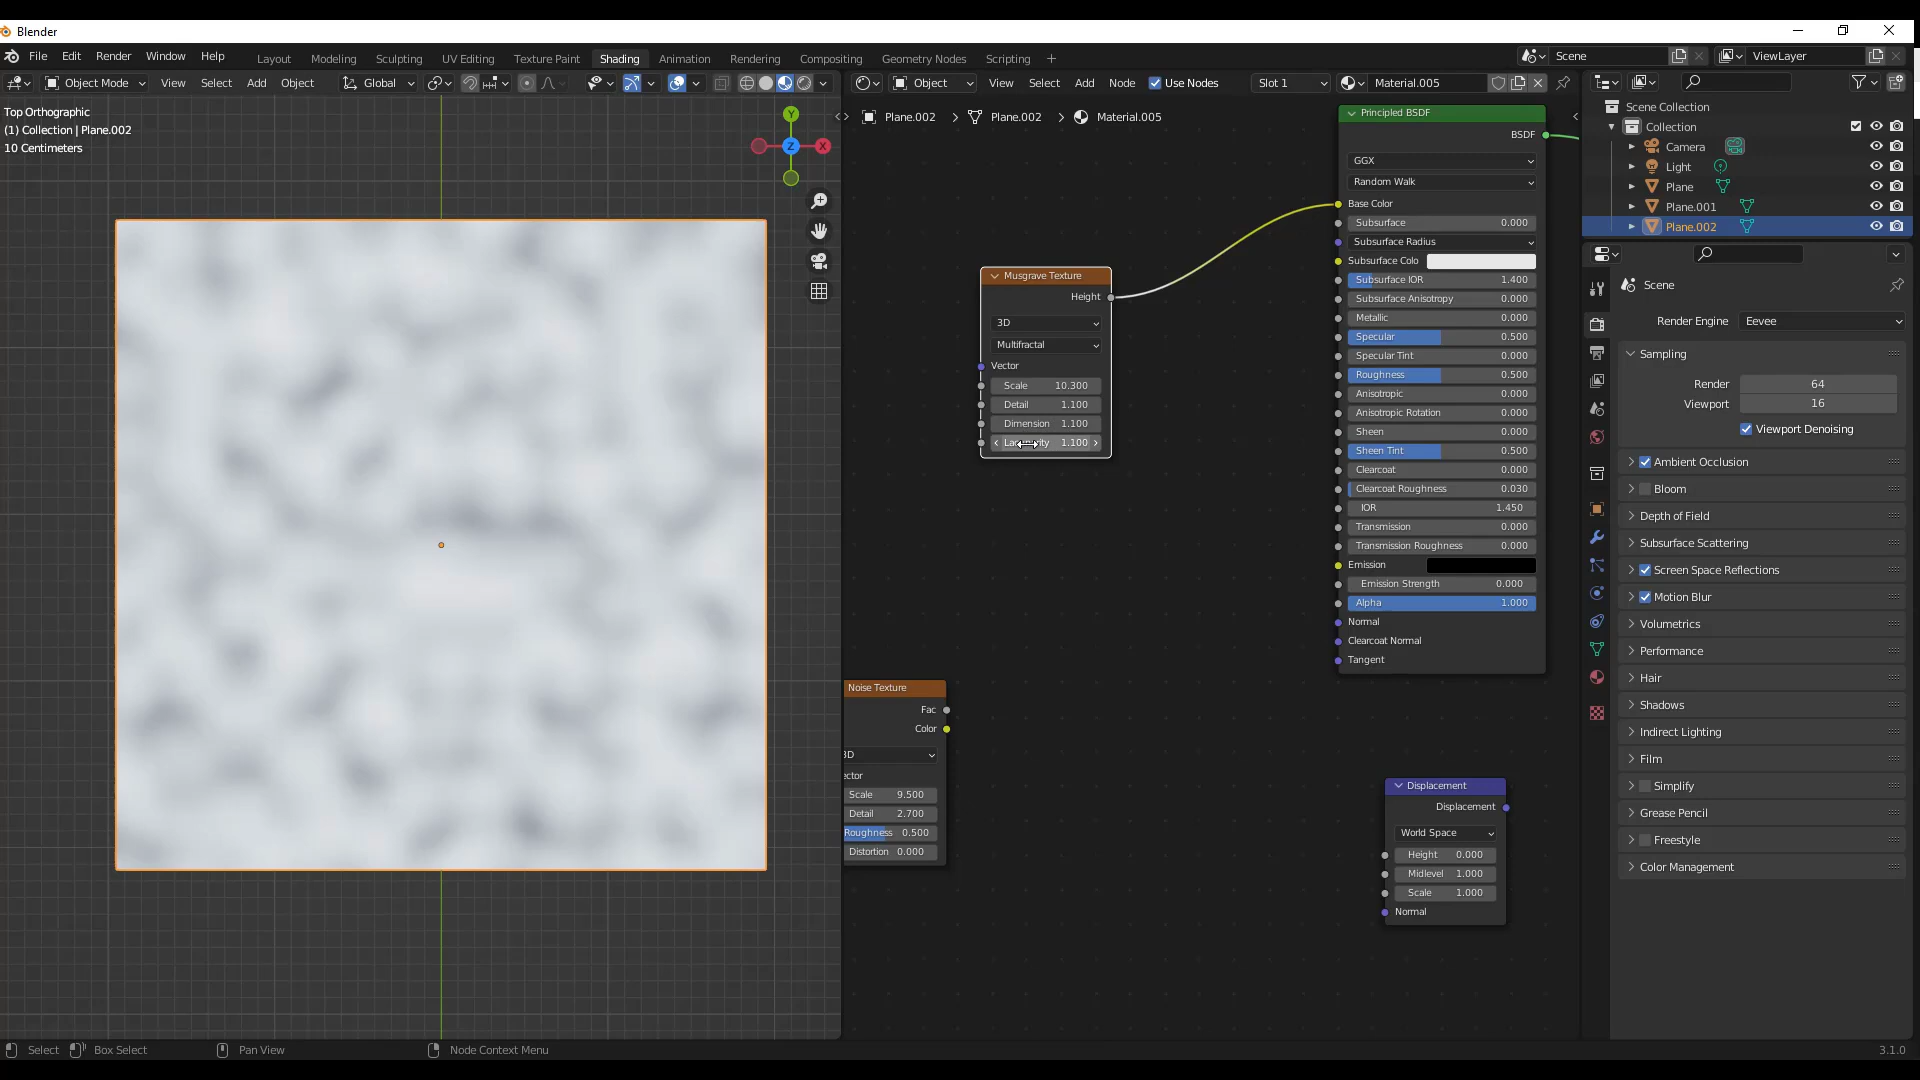 Blender
File Edit Render Window Help Layout Modeling Sculpting UV Editing Texture Paint Shading Animation Rendering Compositing Geometry Nodes Scripting + Scene ViewLayer
Object Mode View Select Add Object Global Object View Select Add Node Use Nodes Slot 1 Material.005
Top Orthographic
(1) Collection | Plane.002
10 Centimeters
Y
Z
X
Plane.002 > Plane.002 > Material.005
Musgrave Texture
Height
3D
Multifractal
Vector
Scale 10.300
Detail 1.100
Dimension 1.100
1.100
Noise Texture
Fac
Color
3D
Scale 9.500
Detail 2.700
Roughness 0.500
Distortion 0.000
Principled BSDF
BSDF
GGX
Random Walk
Base Color
Subsurface 0.000
Subsurface Radius
Subsurface Colo
Subsurface IOR 1.400
Subsurface Anisotropy 0.000
Metallic 0.000
Specular 0.500
Specular Tint 0.000
Roughness 0.500
Anisotropic 0.000
Anisotropic Rotation 0.000
Sheen 0.000
Sheen Tint 0.500
Clearcoat 0.000
Clearcoat Roughness 0.030
IOR 1.450
Transmission 0.000
Transmission Roughness 0.000
Emission
Emission Strength 0.000
Alpha 1.000
Normal
Clearcoat Normal
Tangent
Displacement
Displacement
World Space
Height 0.000
Midlevel 1.000
Scale 1.000
Normal
Scene Collection
Collection
Camera
Light
Plane
Plane.001
Plane.002
Scene
Render Engine Eevee
Sampling
Render 64
Viewport 16
Viewport Denoising
Ambient Occlusion
Bloom
Depth of Field
Subsurface Scattering
Screen Space Reflections
Motion Blur
Volumetrics
Performance
Hair
Shadows
Indirect Lighting
Film
Simplify
Grease Pencil
Freestyle
Color Management
Select Box Select Pan View Node Context Menu 3.1.0